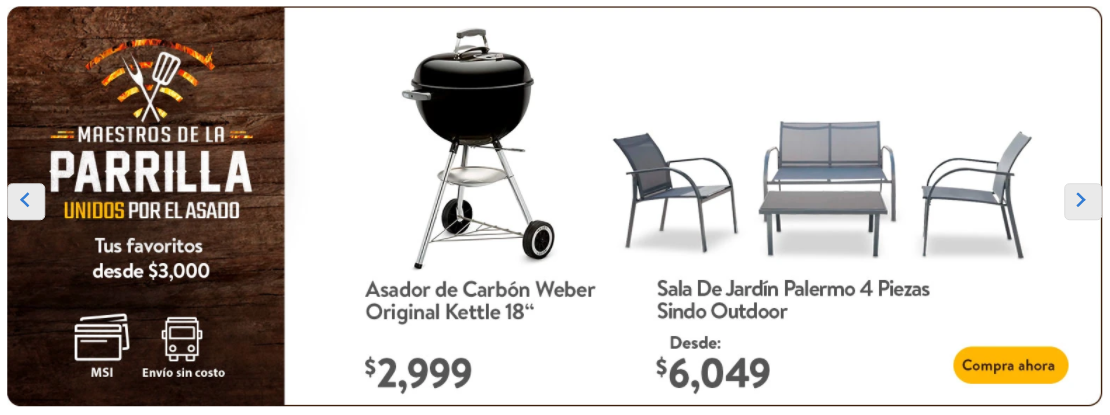 MAESTROS DE LA
PARRILLA
UNIDOS POR EL ASADO
Tus favoritos
desde $3,000
MSI
Envío sin costo
Asador de Carbón Weber
Original Kettle 18“
$2,999
Sala De Jardín Palermo 4 Piezas
Sindo Outdoor
Desde:
$6,049
Compra ahora